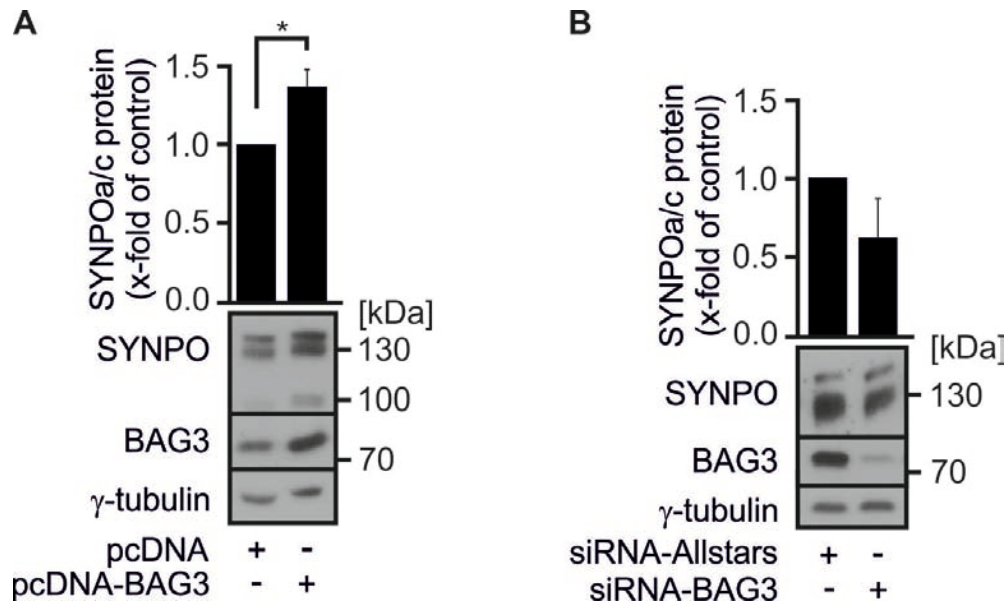 A
*
SYNPOa/c protein
(x-fold of control)
1.5
1.0
0.5
0.0
[kDa]
SYNPO
130
100
BAG3
70
γ-tubulin
pcDNA + -
pcDNA-BAG3 - +
B
SYNPOa/c protein
(x-fold of control)
1.5
1.0
0.5
0.0
[kDa]
SYNPO
130
BAG3
70
γ-tubulin
siRNA-Allstars + -
siRNA-BAG3 - +